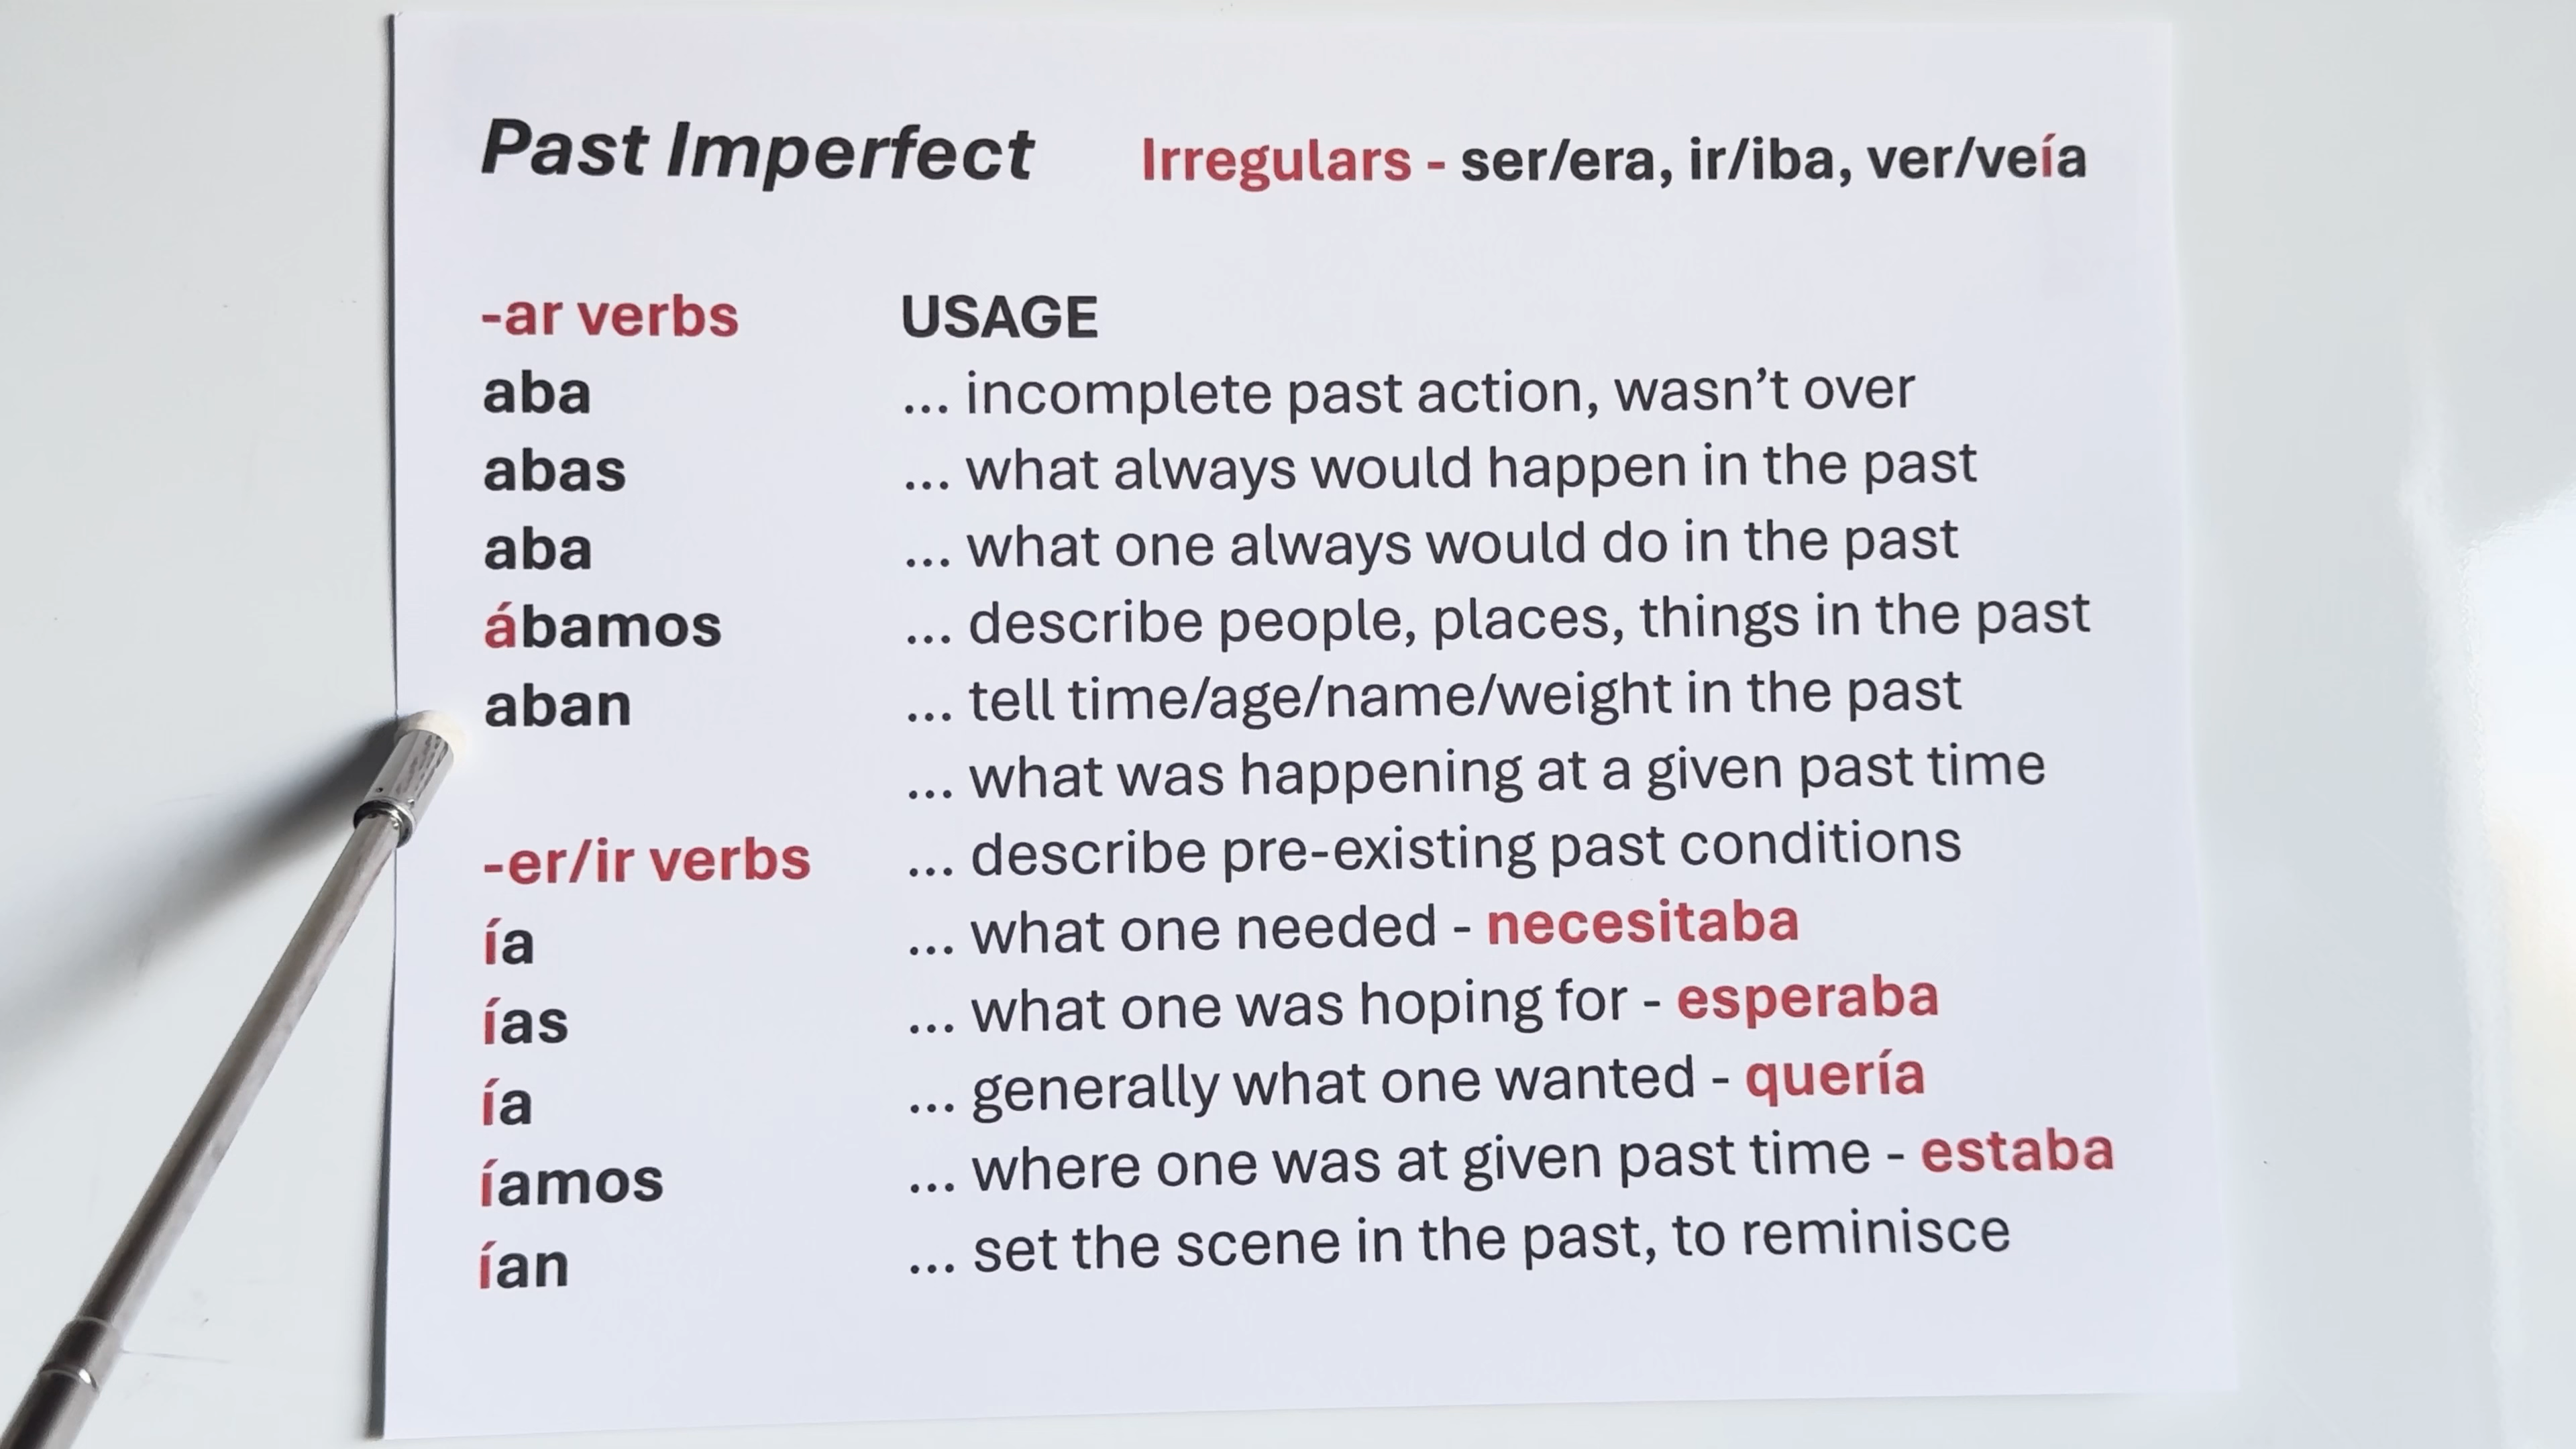 Past Imperfect Irregulars - ser/era, ir/iba, ver/veía
-ar verbs
aba
abas
aba
ábamos
aban
-er/ir verbs
ía
ías
ía
íamos
ían
USAGE
... incomplete past action, wasn’t over
... what always would happen in the past
... what one always would do in the past
... describe people, places, things in the past
... tell time/age/name/weight in the past
... what was happening at a given past time
... describe pre-existing past conditions
... what one needed - necesitaba
... what one was hoping for - esperaba
... generally what one wanted - quería
... where one was at given past time - estaba
... set the scene in the past, to reminisce